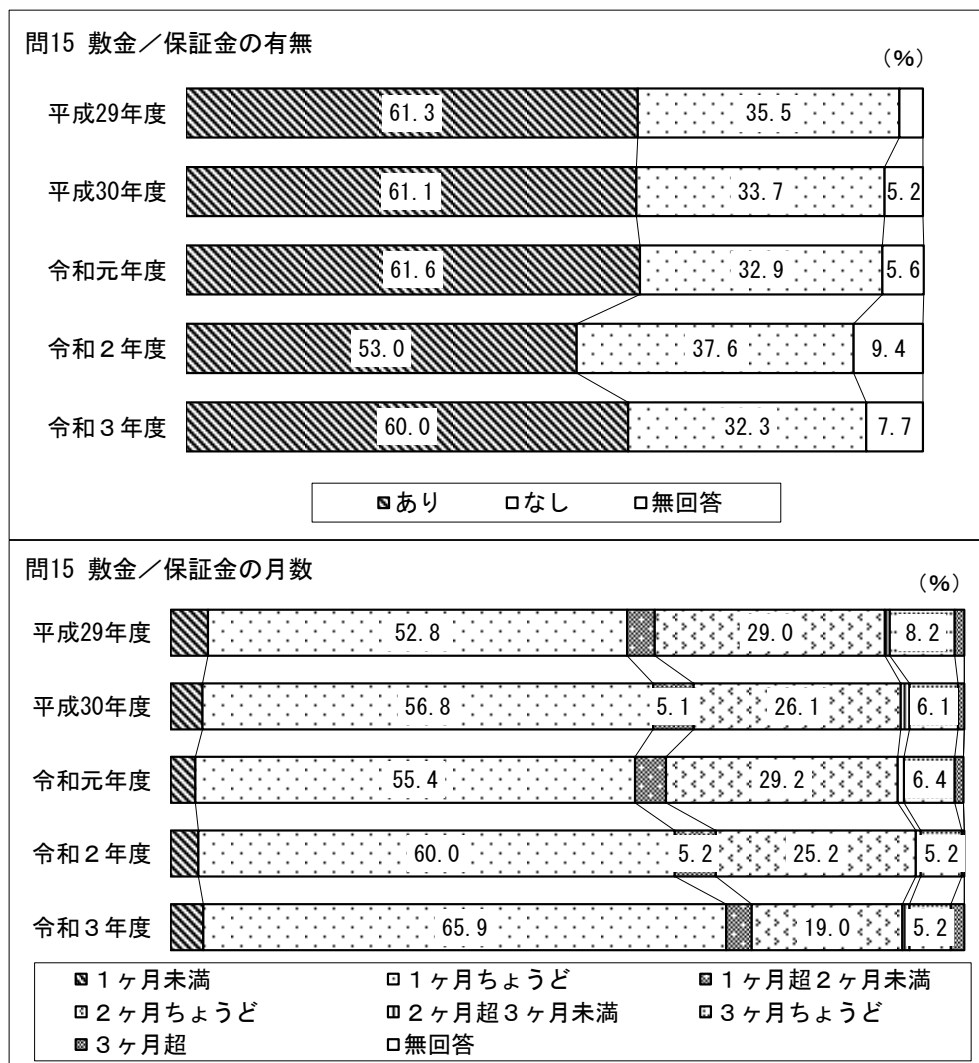 問15 敷金／保証金の有無
(%)
平成29年度 61.3 35.5
平成30年度 61.1 33.7 5.2
令和元年度 61.6 32.9 5.6
令和２年度 53.0 37.6 9.4
令和３年度 60.0 32.3 7.7
あり なし 無回答
問15 敷金／保証金の月数
(%)
平成29年度 52.8 29.0 8.2
平成30年度 56.8 5.1 26.1 6.1
令和元年度 55.4 29.2 6.4
令和２年度 60.0 5.2 25.2 5.2
令和３年度 65.9 19.0 5.2
１ヶ月未満 １ヶ月ちょうど １ヶ月超２ヶ月未満
２ヶ月ちょうど ２ヶ月超３ヶ月未満 ３ヶ月ちょうど
３ヶ月超 無回答